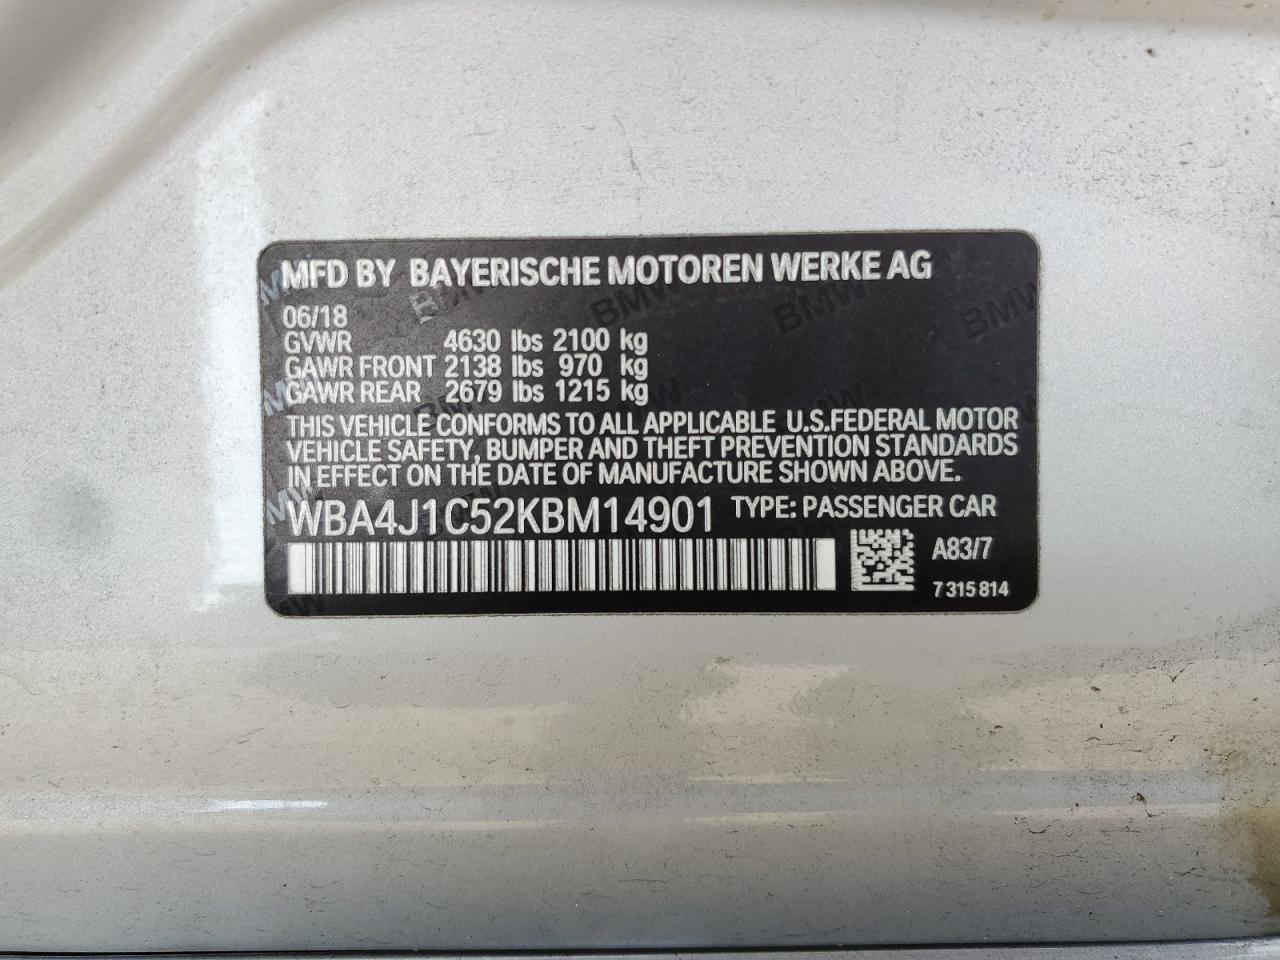 MFD BY BAYERISCHE MOTOREN WERKE AG
06/18
GVWR 4630 lbs 2100 kg
GAWR FRONT 2138 lbs 970 kg
GAWR REAR 2679 lbs 1215 kg
THIS VEHICLE CONFORMS TO ALL APPLICABLE U.S.FEDERAL MOTOR
VEHICLE SAFETY, BUMPER AND THEFT PREVENTION STANDARDS
IN EFFECT ON THE DATE OF MANUFACTURE SHOWN ABOVE.
WBA4J1C52KBM14901 TYPE: PASSENGER CAR
A83/7
7 315 814
BMW
BMW
BMW